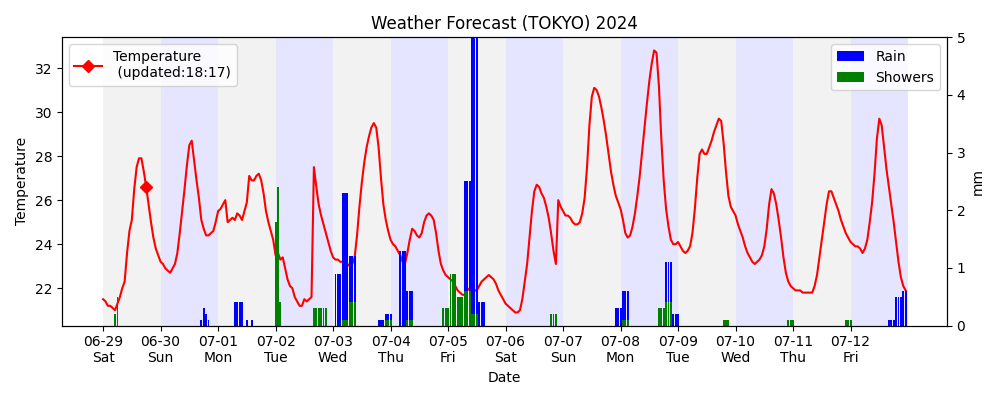 Weather Forecast (TOKYO) 2024
Temperature
(updated:18:17)
Rain
Showers
Temperature
32
30
28
26
24
22
5
4
3
2
1
0
mm
06-29 06-30 07-01 07-02 07-03 07-04 07-05 07-06 07-07 07-08 07-09 07-10 07-11 07-12
Sat Sun Mon Tue Wed Thu Fri Sat Sun Mon Tue Wed Thu Fri
Date